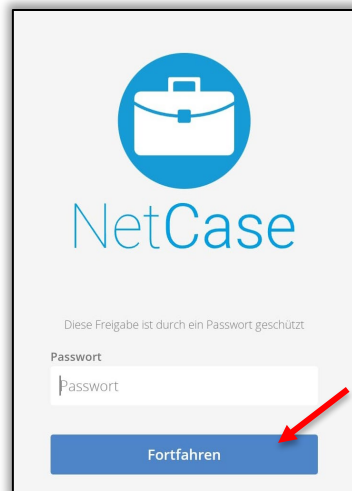 NetCase
Diese Freigabe ist durch ein Passwort geschützt
Passwort
Passwort
Fortfahren